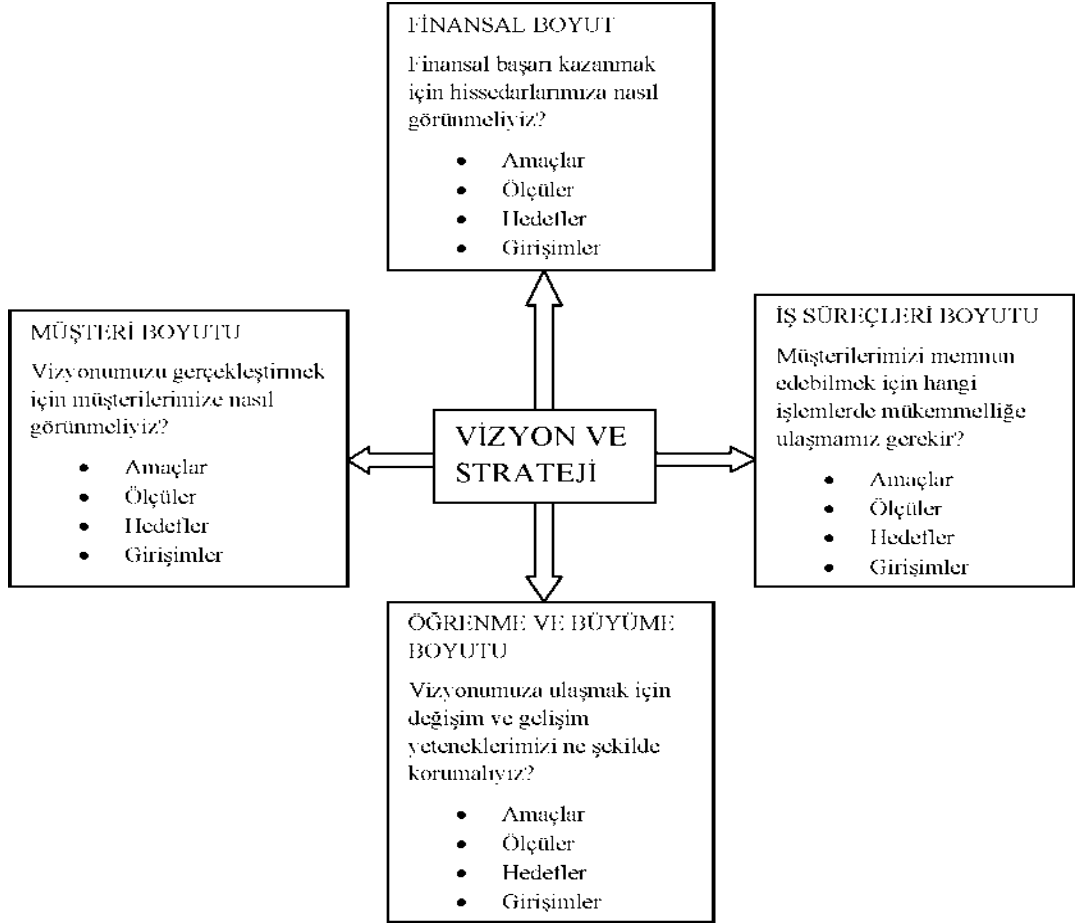 FİNANSAL BOYUT
Finansal başarı kazanmak
için hissedarlarımıza nasıl
görünmeliyiz?
• Amaçlar
• Ölçüler
• Hedefler
• Girişimler
MÜŞTERİ BOYUTU
Vizyonumuzu gerçekleştirmek
için müşterilerimize nasıl
görünmeliyiz?
• Amaçlar
• Ölçüler
• Hedefler
• Girişimler
VİZYON VE
STRATEJİ
İŞ SÜREÇLERİ BOYUTU
Müşterilerimizi memnun
edebilmek için hangi
işlemlerde mükemmelliğe
ulaşmamız gerekir?
• Amaçlar
• Ölçüler
• Hedefler
• Girişimler
ÖĞRENME VE BÜYÜME
BOYUTU
Vizyonumuza ulaşmak için
değişim ve gelişim
yeteneklerimizi ne şekilde
korumalıyız?
• Amaçlar
• Ölçüler
• Hedefler
• Girişimler